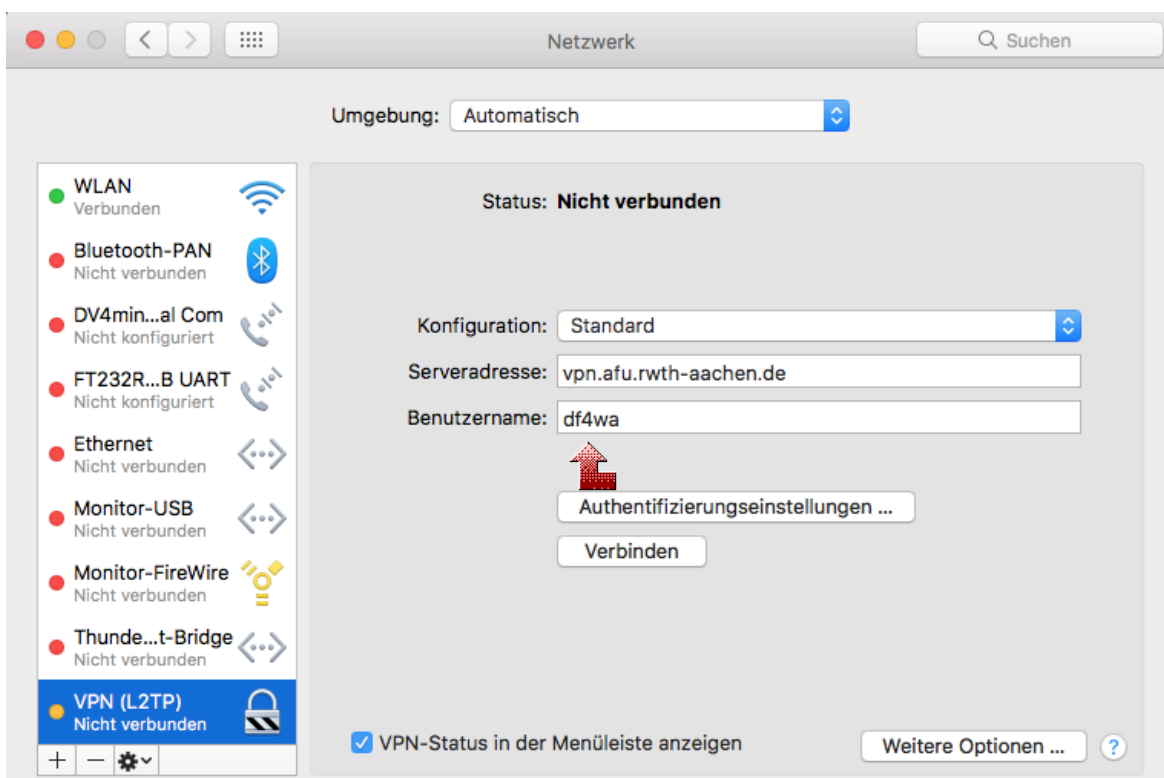 Netzwerk
Suchen
Umgebung: Automatisch
WLAN
Verbunden
Bluetooth-PAN
Nicht verbunden
DV4min...al Com
Nicht konfiguriert
FT232R...B UART
Nicht konfiguriert
Ethernet
Nicht verbunden
Monitor-USB
Nicht verbunden
Monitor-FireWire
Nicht verbunden
Thunde...t-Bridge
Nicht verbunden
VPN (L2TP)
Nicht verbunden
Status: Nicht verbunden
Konfiguration: Standard
Serveradresse: vpn.afu.rwth-aachen.de
Benutzername: df4wa
Authentifizierungseinstellungen ...
Verbinden
VPN-Status in der Menüleiste anzeigen
Weitere Optionen ... ?